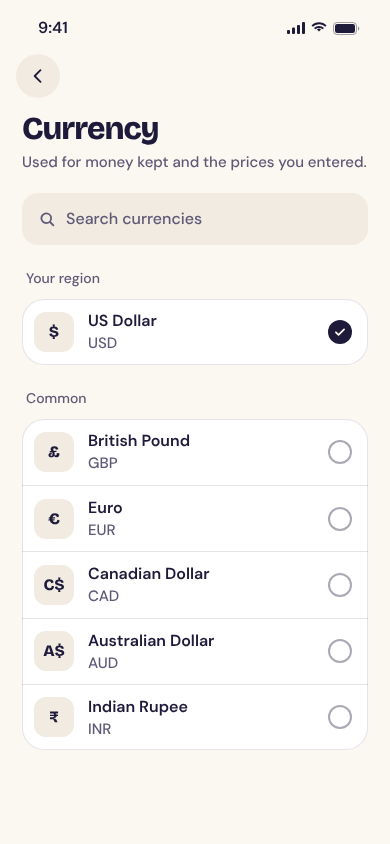 9:41
Currency
Used for money kept and the prices you entered.
Search currencies
Your region
$
US Dollar
USD
Common
£
British Pound
GBP
€
Euro
EUR
C$
Canadian Dollar
CAD
A$
Australian Dollar
AUD
₹
Indian Rupee
INR